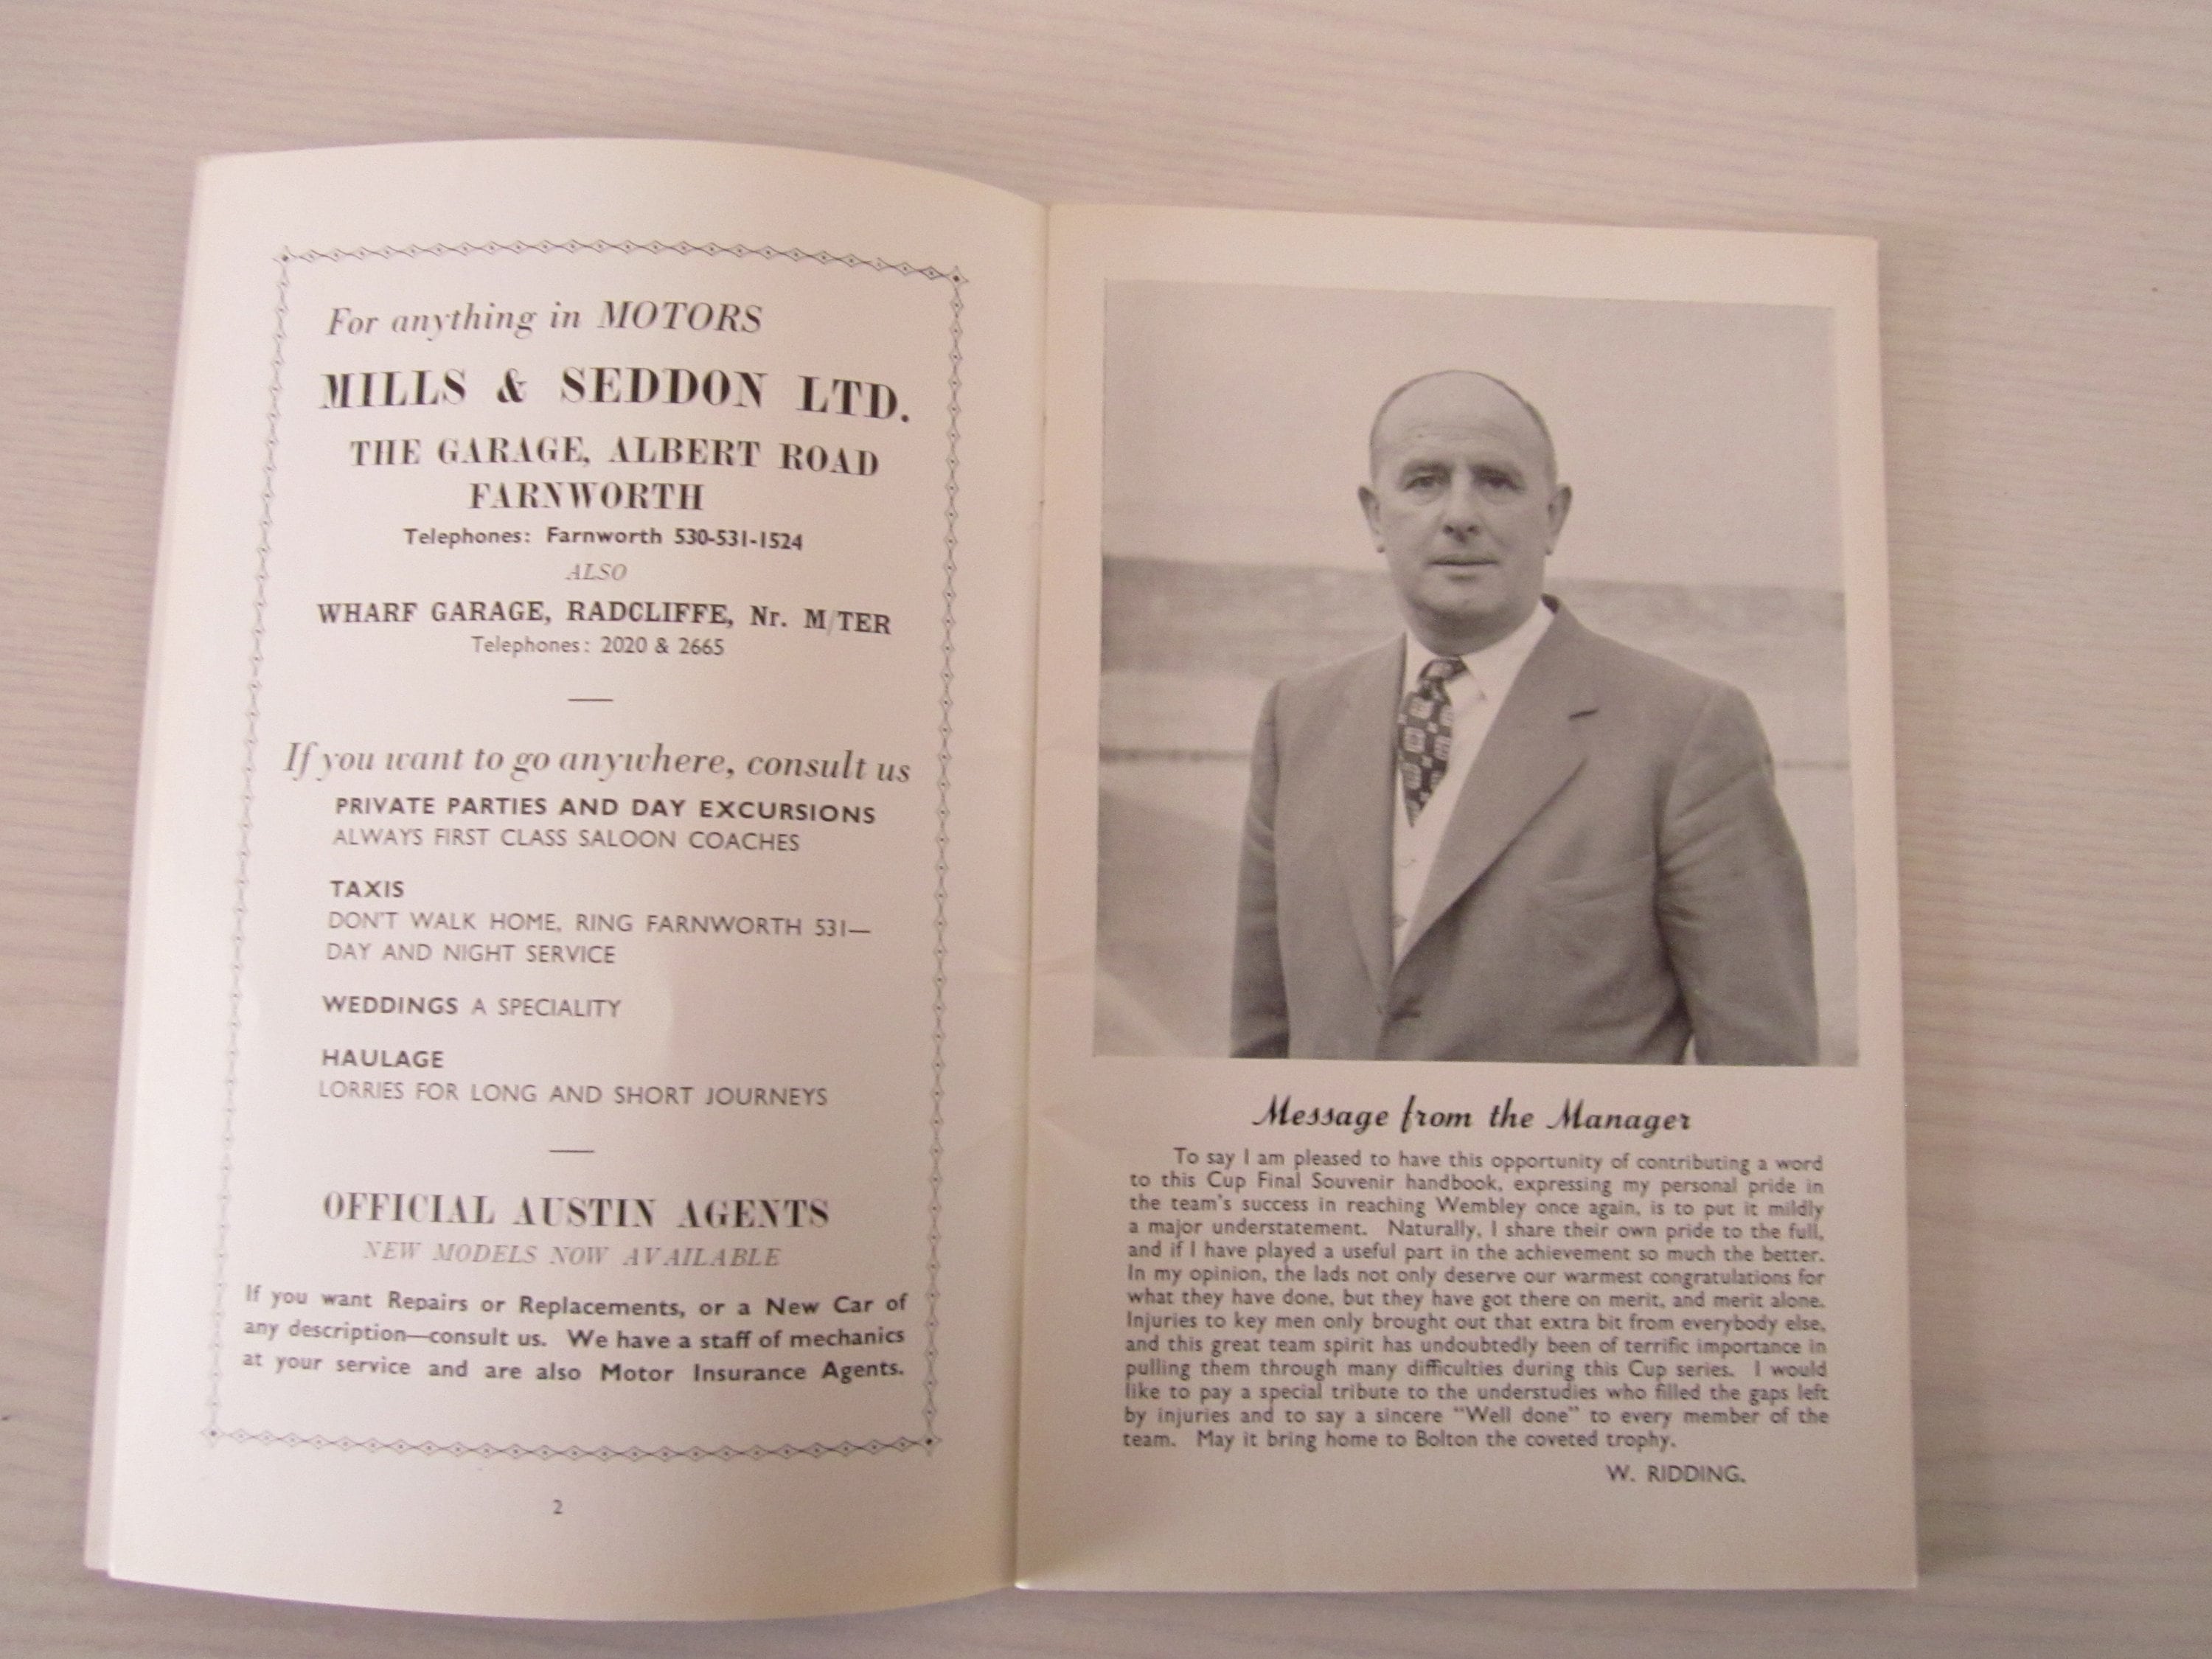 For anything in MOTORS
MILLS & SEDDON LTD.
THE GARAGE, ALBERT ROAD
FARNWORTH
Telephones: Farnworth 530-531-1524
ALSO
WHARF GARAGE, RADCLIFFE, Nr. M/TER
Telephones: 2020 & 2665
If you want to go anywhere, consult us
PRIVATE PARTIES AND DAY EXCURSIONS
ALWAYS FIRST CLASS SALOON COACHES
TAXIS
DON'T WALK HOME, RING FARNWORTH 531—
DAY AND NIGHT SERVICE
WEDDINGS A SPECIALITY
HAULAGE
LORRIES FOR LONG AND SHORT JOURNEYS
OFFICIAL AUSTIN AGENTS
NEW MODELS NOW AVAILABLE
If you want Repairs or Replacements, or a New Car of
any description—consult us. We have a staff of mechanics
at your service and are also Motor Insurance Agents.
2
Message from the Manager
To say I am pleased to have this opportunity of contributing a word
to this Cup Final Souvenir handbook, expressing my personal pride in
the team's success in reaching Wembley once again, is to put it mildly
a major understatement. Naturally, I share their own pride to the full,
and if I have played a useful part in the achievement so much the better.
In my opinion, the lads not only deserve our warmest congratulations for
what they have done, but they have got there on merit, and merit alone.
Injuries to key men only brought out that extra bit from everybody else,
and this great team spirit has undoubtedly been of terrific importance in
pulling them through many difficulties during this Cup series. I would
like to pay a special tribute to the understudies who filled the gaps left
by injuries and to say a sincere "Well done" to every member of the
team. May it bring home to Bolton the coveted trophy.
W. RIDDING.